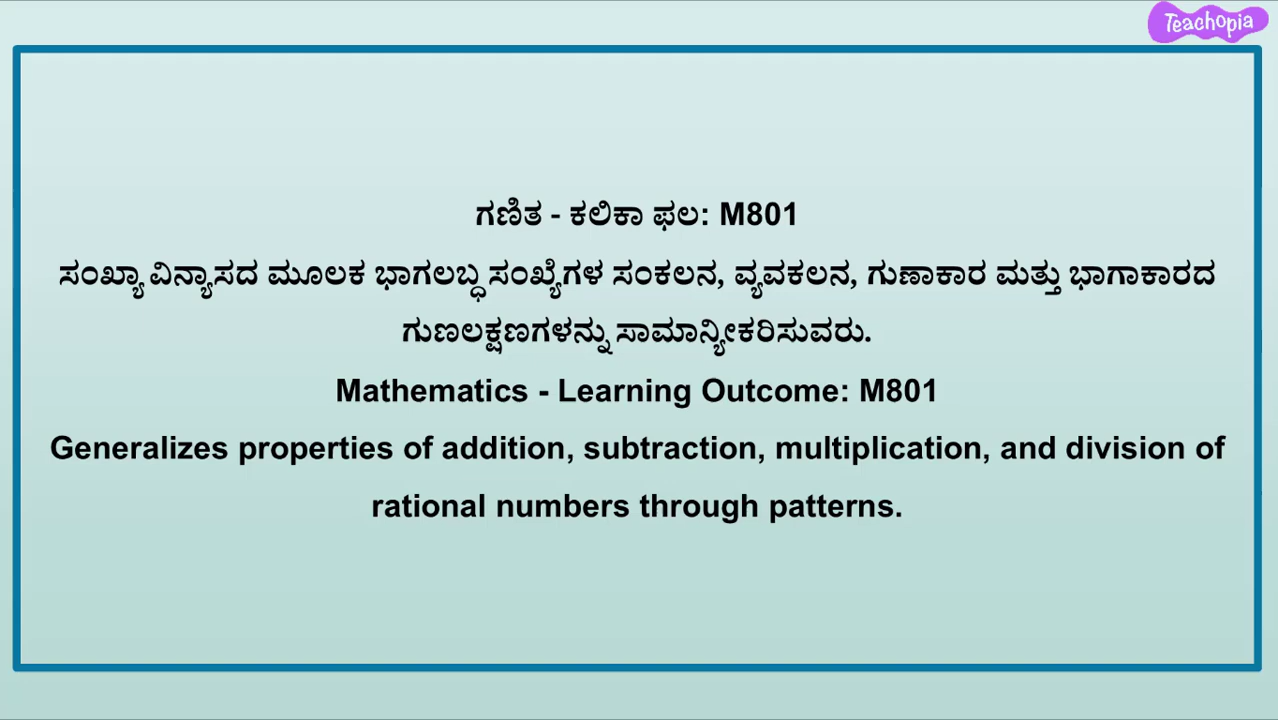 Teachopia
ಗಣಿತ - ಕಲಿಕಾ ಫಲ: M801
ಸಂಖ್ಯಾ ವಿನ್ಯಾಸದ ಮೂಲಕ ಭಾಗಲಬ್ಧ ಸಂಖ್ಯೆಗಳ ಸಂಕಲನ, ವ್ಯವಕಲನ, ಗುಣಾಕಾರ ಮತ್ತು ಭಾಗಾಕಾರದ
ಗುಣಲಕ್ಷಣಗಳನ್ನು ಸಾಮಾನ್ಯೀಕರಿಸುವರು.
Mathematics - Learning Outcome: M801
Generalizes properties of addition, subtraction, multiplication, and division of
rational numbers through patterns.